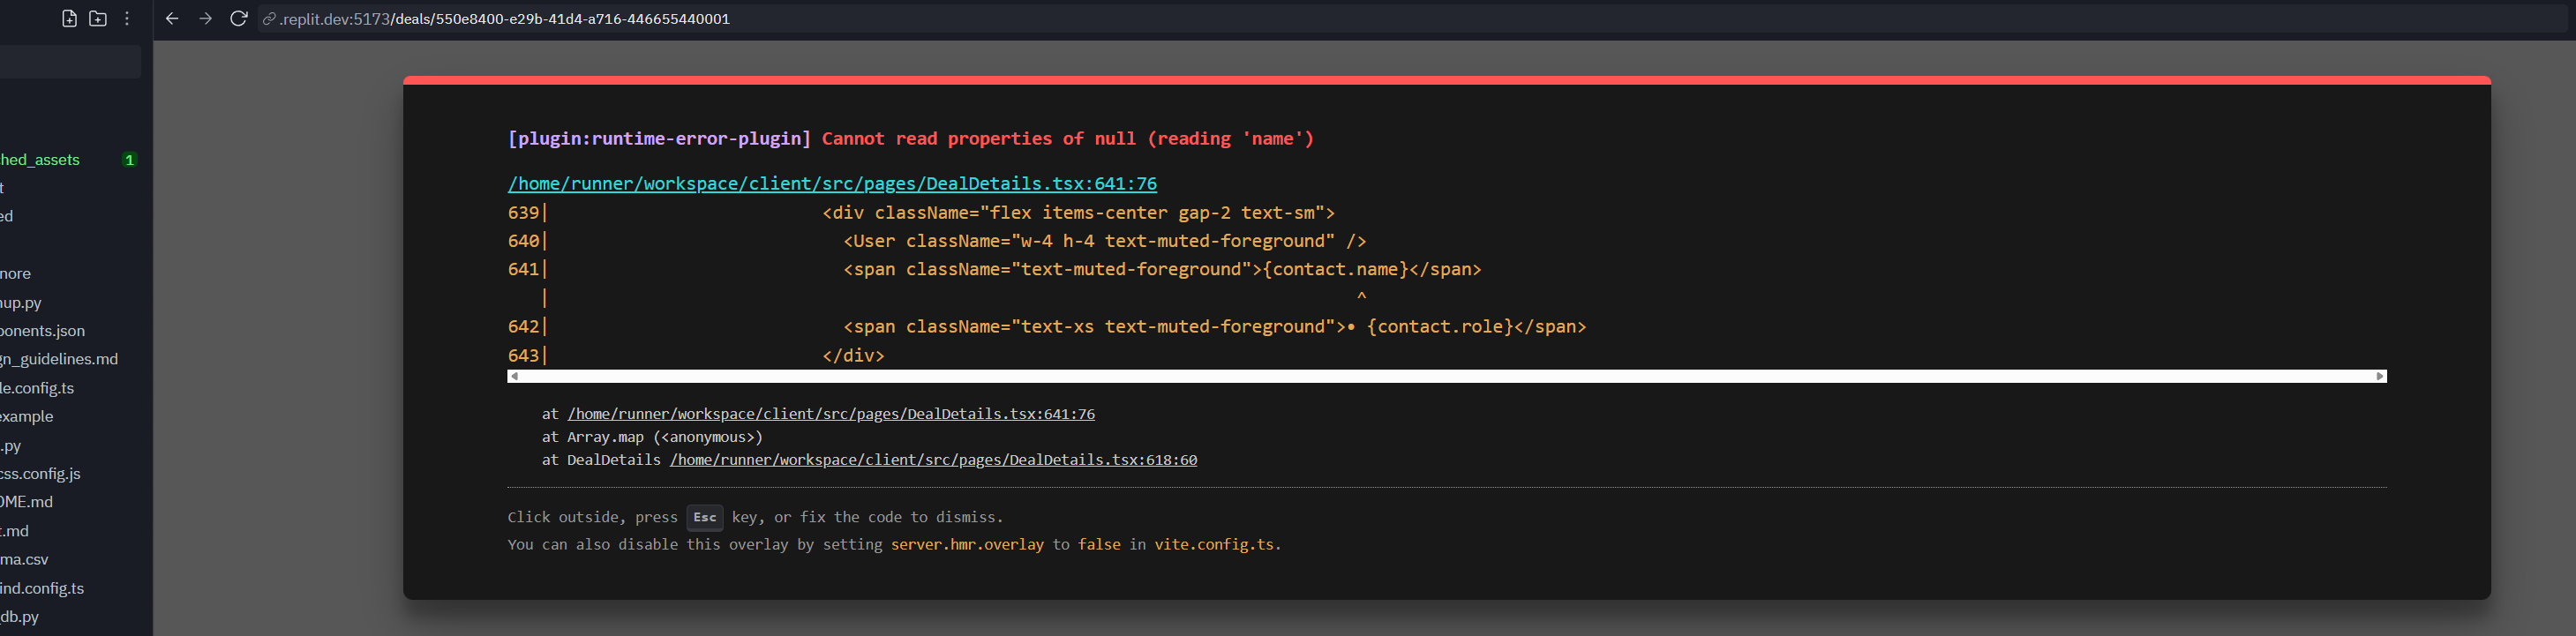 .replit.dev:5173/deals/550e8400-e29b-41d4-a716-446655440001
hed_assets 1
t
ed
nore
nup.py
onents.json
gn_guidelines.md
le.config.ts
example
.py
css.config.js
OME.md
t.md
ma.csv
ind.config.ts
db.py
[plugin:runtime-error-plugin] Cannot read properties of null (reading 'name')
/home/runner/workspace/client/src/pages/DealDetails.tsx:641:76
639| <div className="flex items-center gap-2 text-sm">
640| <User className="w-4 h-4 text-muted-foreground" />
641| <span className="text-muted-foreground">{contact.name}</span>
| ^
642| <span className="text-xs text-muted-foreground">• {contact.role}</span>
643| </div>
at /home/runner/workspace/client/src/pages/DealDetails.tsx:641:76
at Array.map (<anonymous>)
at DealDetails /home/runner/workspace/client/src/pages/DealDetails.tsx:618:60
Click outside, press Esc key, or fix the code to dismiss.
You can also disable this overlay by setting server.hmr.overlay to false in vite.config.ts.